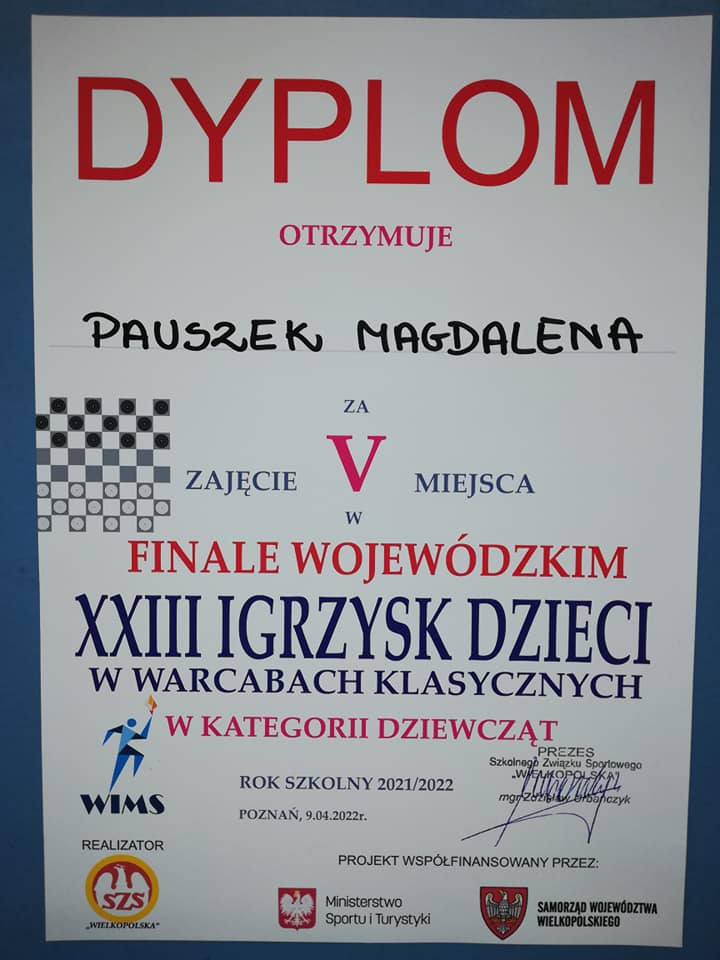 DYPLOM
OTRZYMUJE
PAUSZEK MAGDALENA
ZA
ZAJĘCIE V MIEJSCA
W
FINALE WOJEWÓDZKIM
XXIII IGRZYSK DZIECI
W WARCABACH KLASYCZNYCH
W KATEGORII DZIEWCZĄT
ROK SZKOLNY 2021/2022
POZNAŃ, 9.04.2022r.
PREZES
Szkolnego Związku Sportowego
"WIELKOPOLSKA"
mgr Zdzisław Urbańczyk
WIMS
REALIZATOR
SZS
„WIELKOPOLSKA"
PROJEKT WSPÓŁFINANSOWANY PRZEZ:
Ministerstwo
Sportu i Turystyki
SAMORZĄD WOJEWÓDZTWA
WIELKOPOLSKIEGO